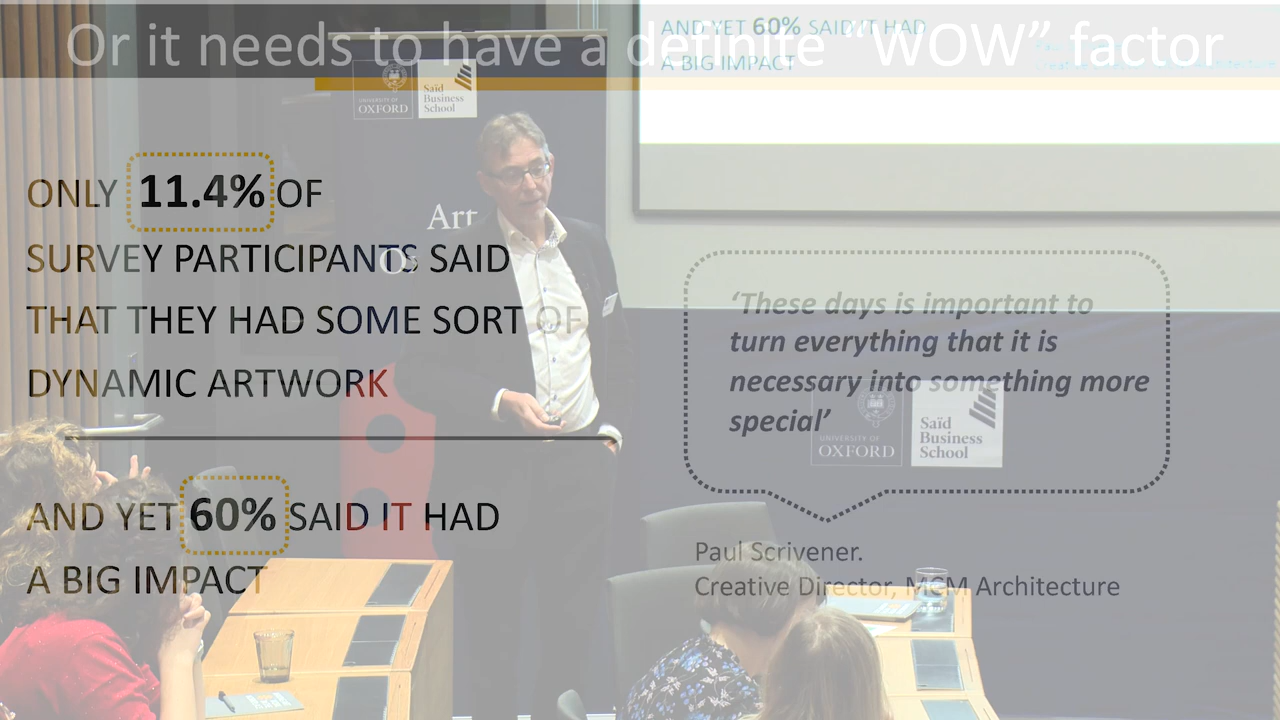 Or it needs to have a definite “WOW” factor
AND YET 60% SAID IT HAD
A BIG IMPACT
UNIVERSITY OF
OXFORD
Saïd
Business
School
Art
ONLY 11.4% OF
SURVEY PARTICIPANTS SAID
THAT THEY HAD SOME SORT OF
DYNAMIC ARTWORK
AND YET 60% SAID IT HAD
A BIG IMPACT
‘These days is important to
turn everything that it is
necessary into something more
special’
UNIVERSITY OF
OXFORD
Saïd
Business
School
Paul Scrivener.
Creative Director, MCM Architecture